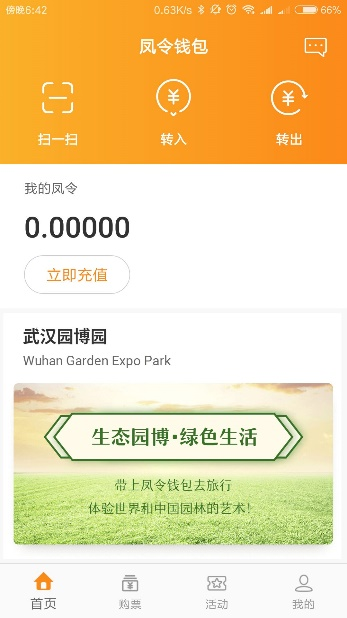 傍晚6:42
0.63K/s
66%
凤令钱包
扫一扫
转入
转出
我的凤令
0.00000
立即充值
武汉园博园
Wuhan Garden Expo Park
生态园博·绿色生活
带上凤令钱包去旅行
体验世界和中国园林的艺术!
首页
购票
活动
我的